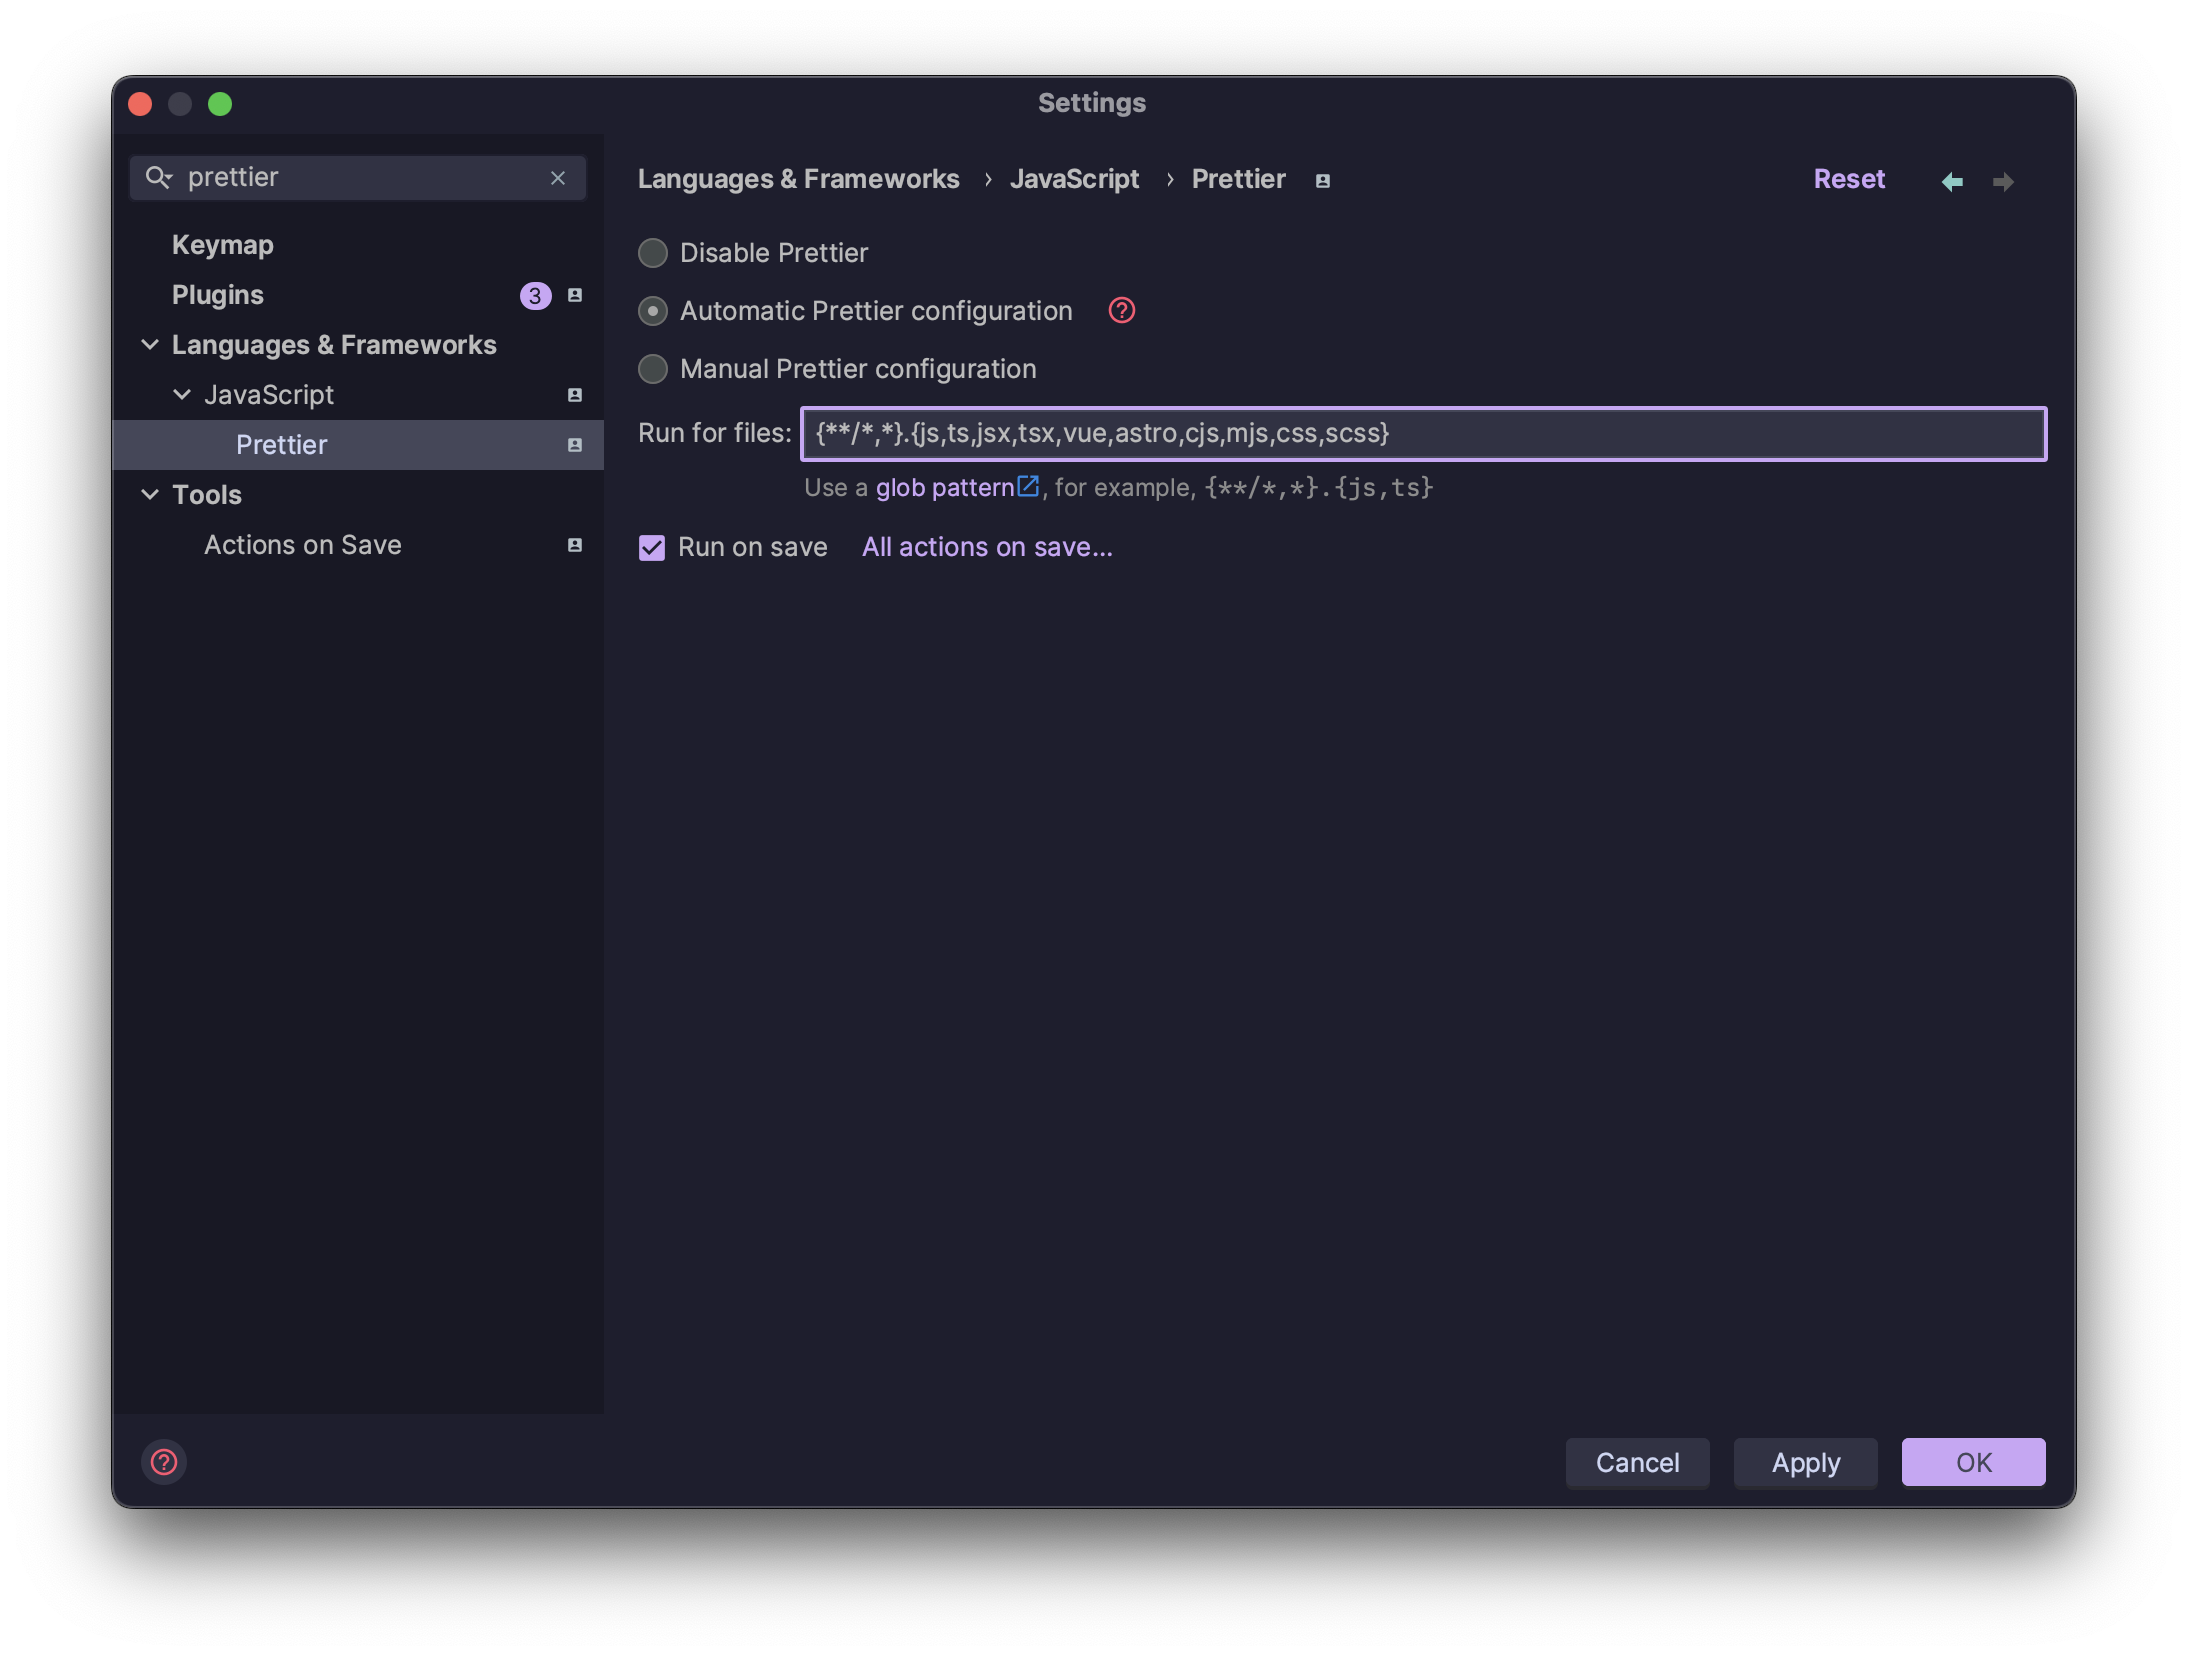 Settings
prettier
Keymap
Plugins 3
Languages & Frameworks
JavaScript
Prettier
Tools
Actions on Save
Languages & Frameworks › JavaScript › Prettier
Reset
Disable Prettier
Automatic Prettier configuration
Manual Prettier configuration
Run for files: {**/*,*}.{js,ts,jsx,tsx,vue,astro,cjs,mjs,css,scss}
Use a glob pattern, for example, {**/*,*}.{js,ts}
Run on save All actions on save...
Cancel Apply OK